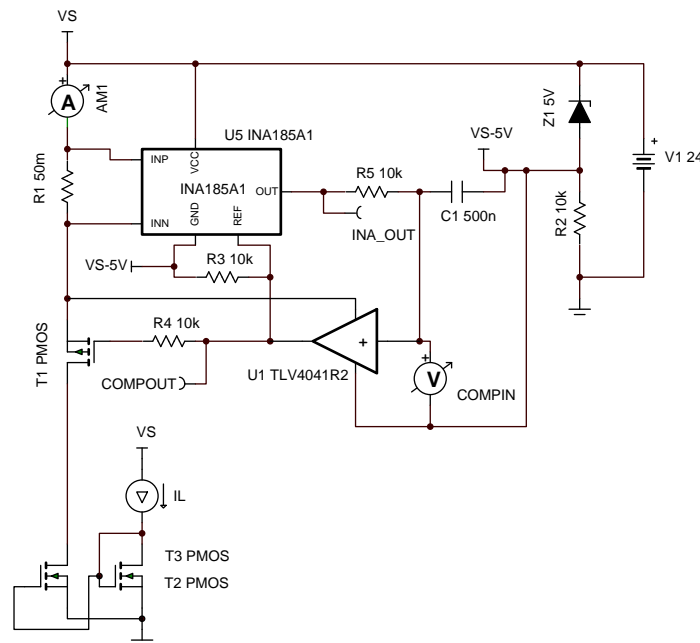 VS
AM1
A
+
R1 50m
U5 INA185A1
INP
VCC
INA185A1
OUT
INN
GND
REF
R5 10k
INA_OUT
C1 500n
VS-5V
Z1 5V
R2 10k
V1 24
+
VS-5V
R3 10k
R4 10k
T1 PMOS
COMPOUT
U1 TLV4041R2
+
+
V
COMPIN
VS
IL
T3 PMOS
T2 PMOS